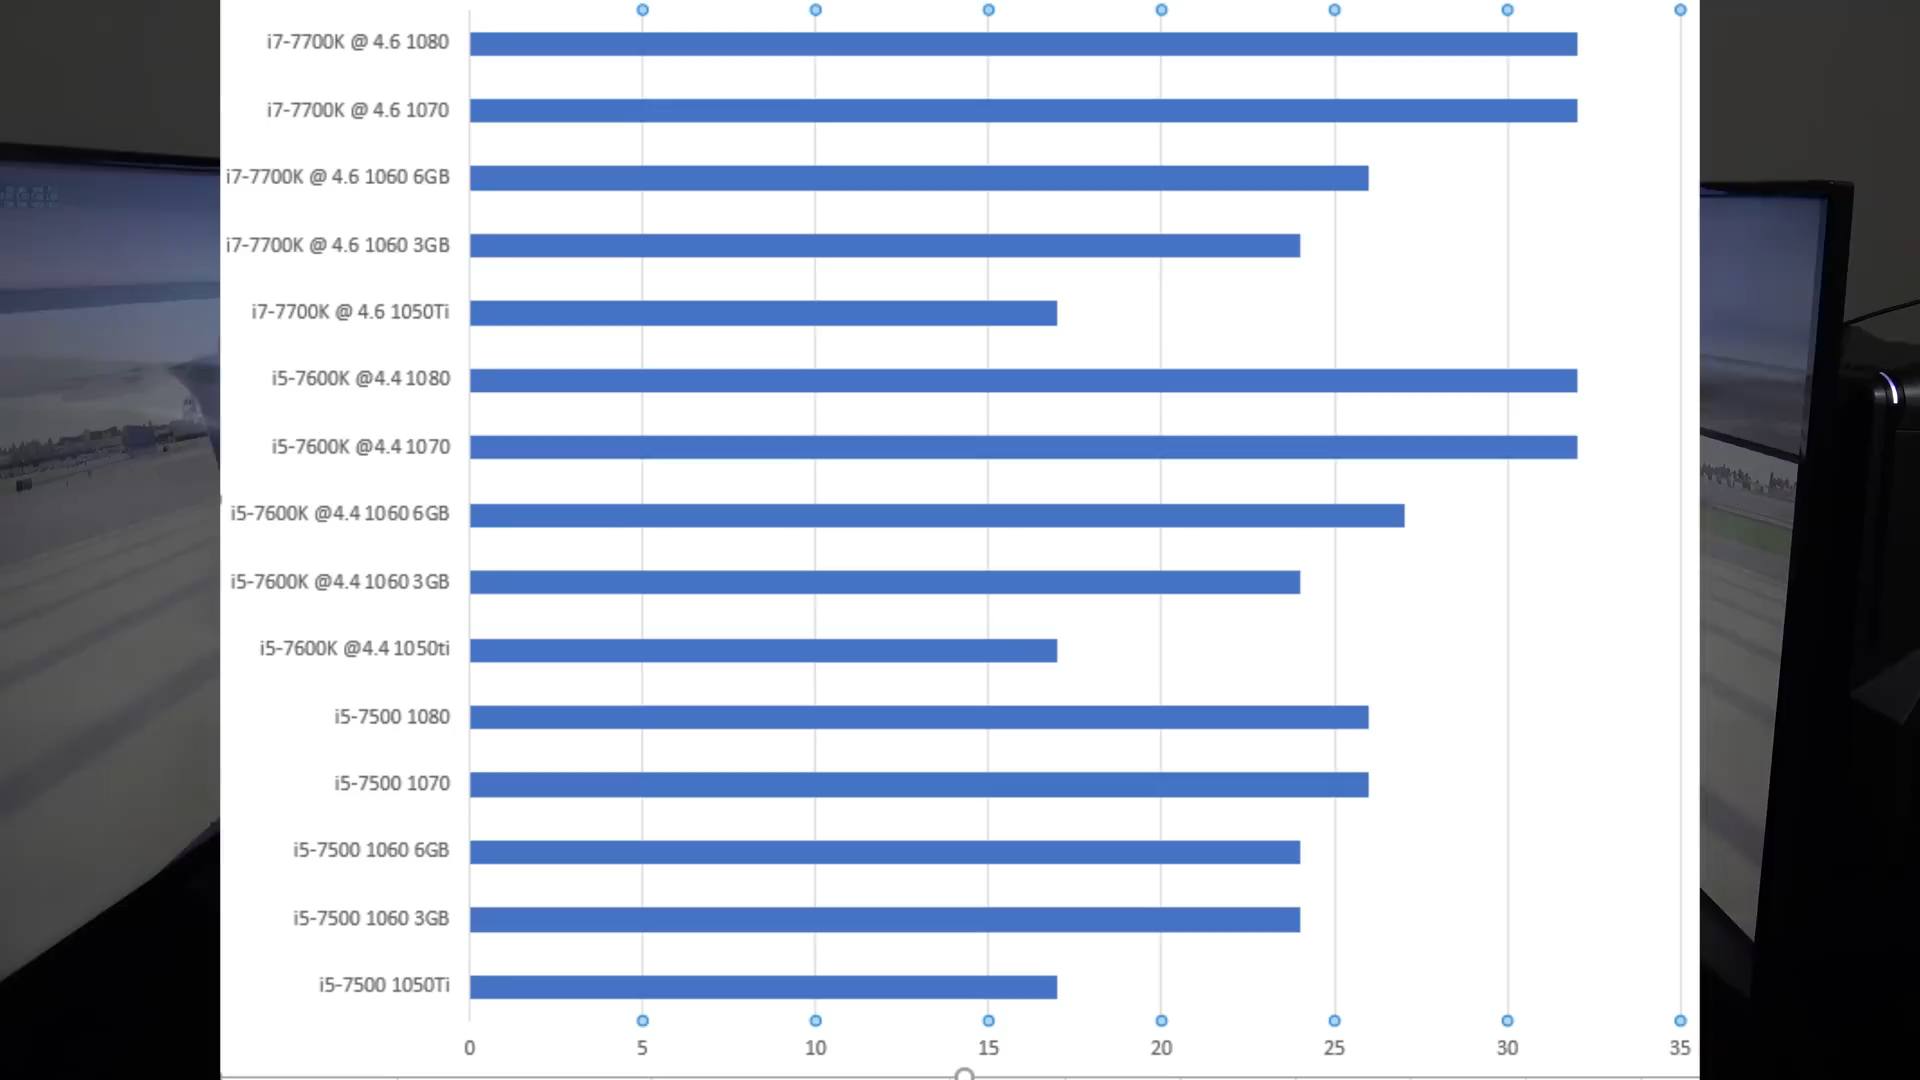 i7-7700K @ 4.6 1080
i7-7700K @ 4.6 1070
i7-7700K @ 4.6 1060 6GB
i7-7700K @ 4.6 1060 3GB
i7-7700K @ 4.6 1050Ti
i5-7600K @4.4 1080
i5-7600K @4.4 1070
i5-7600K @4.4 1060 6GB
i5-7600K @4.4 1060 3GB
i5-7600K @4.4 1050ti
i5-7500 1080
i5-7500 1070
i5-7500 1060 6GB
i5-7500 1060 3GB
i5-7500 1050Ti
0 5 10 15 20 25 30 35